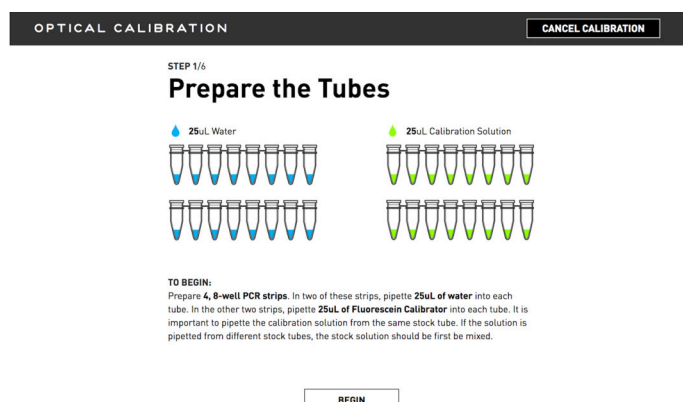 OPTICAL CALIBRATION
CANCEL CALIBRATION
STEP 1/6
Prepare the Tubes
25uL Water
25uL Calibration Solution
TO BEGIN:
Prepare 4, 8-well PCR strips. In two of these strips, pipette 25uL of water into each
tube. In the other two strips, pipette 25uL of Fluorescein Calibrator into each tube. It is
important to pipette the calibration solution from the same stock tube. If the solution is
pipetted from different stock tubes, the stock solution should be first be mixed.
BEGIN